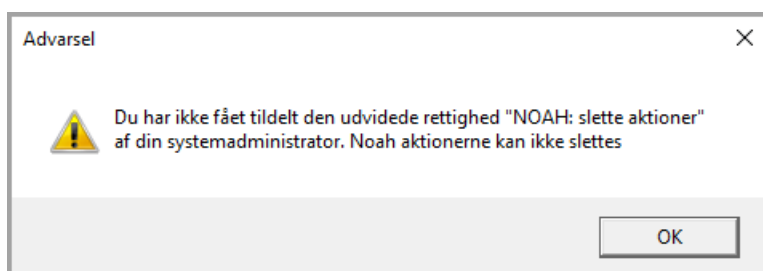 Advarsel
Du har ikke fået tildelt den udvidede rettighed "NOAH: slette aktioner"
af din systemadministrator. Noah aktionerne kan ikke slettes
OK